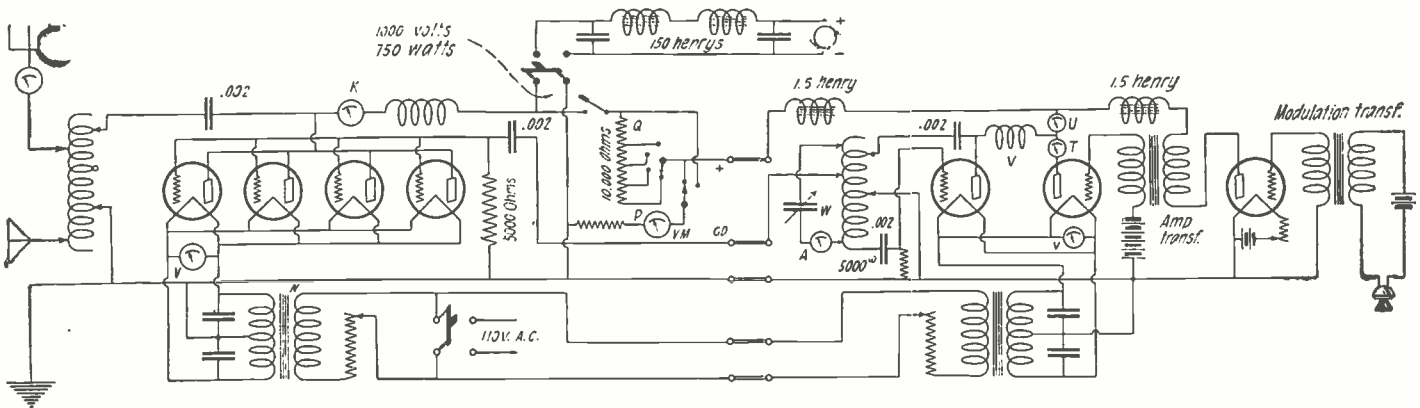 1000 volts
750 watts
150 henrys
+
-
.002
K
.002
Q
10,000 Ohms
5000 Ohms
P
VM
+
GD
V
N
110V. A.C.
1.5 henry
.002
U
T
V
W
A
.002
5000ω
V
1.5 henry
Amp
transf.
Modulation transf.